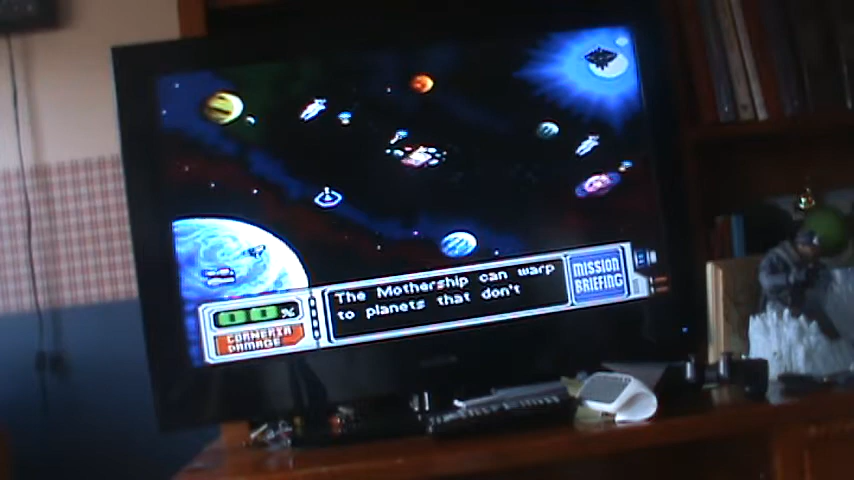 The Mothership can warp
to planets that don't
MISSION
BRIEFING
00%
CORNERIA
DAMAGE